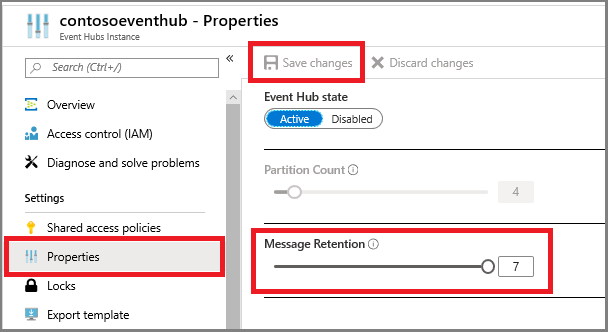 contosoeventhub - Properties
Event Hubs Instance
«
Search (Ctrl+/)
Overview
Access control (IAM)
Diagnose and solve problems
Settings
Shared access policies
Properties
Locks
Export template
Save changes Discard changes
Event Hub state
Active Disabled
Partition Count
4
Message Retention
7